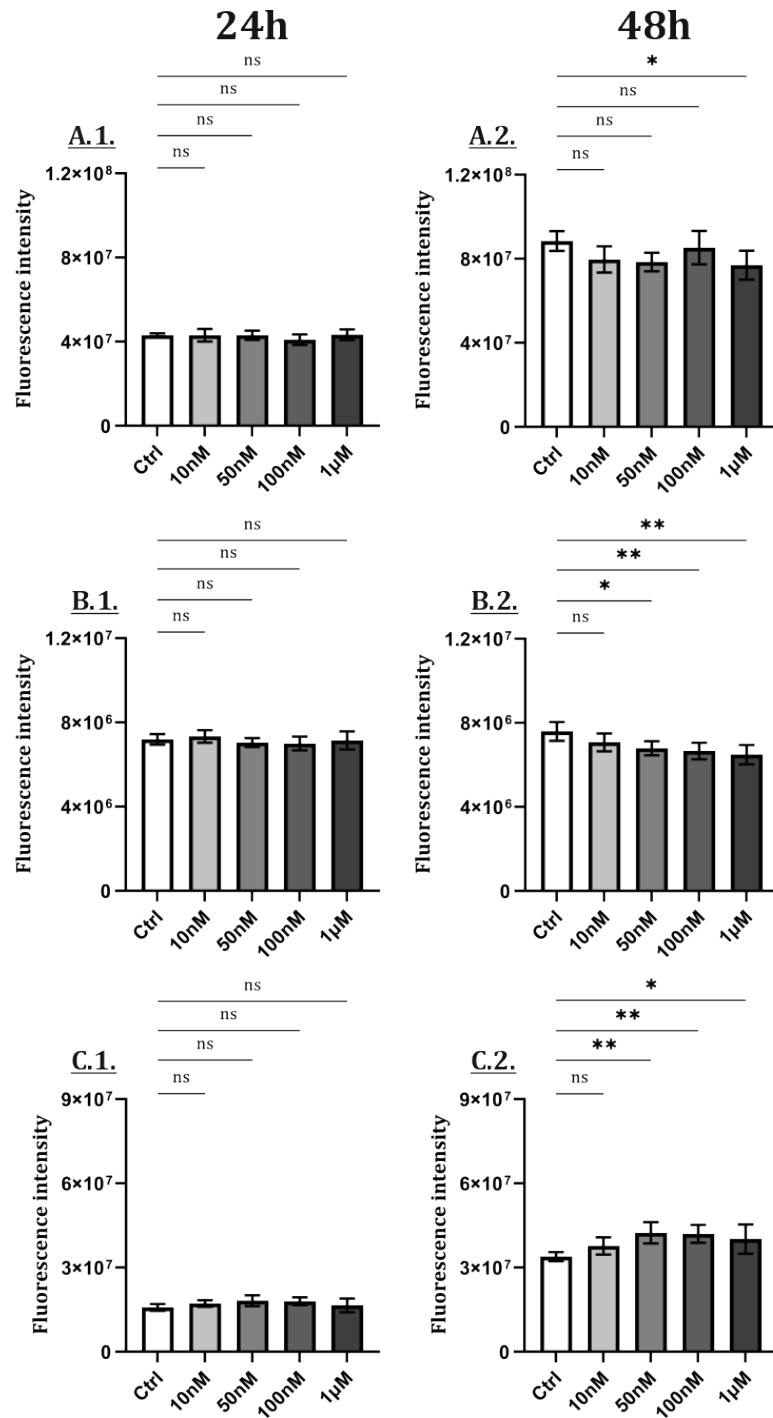 24h
48h
ns
ns
ns
ns
A.1.
Fluorescence intensity
1.2×10⁸
8×10⁷
4×10⁷
0
Ctrl
10nM
50nM
100nM
1µM
*
ns
ns
ns
A.2.
Fluorescence intensity
1.2×10⁸
8×10⁷
4×10⁷
0
Ctrl
10nM
50nM
100nM
1µM
ns
ns
ns
ns
B.1.
Fluorescence intensity
1.2×10⁷
8×10⁶
4×10⁶
0
Ctrl
10nM
50nM
100nM
1µM
**
**
*
ns
B.2.
Fluorescence intensity
1.2×10⁷
8×10⁶
4×10⁶
0
Ctrl
10nM
50nM
100nM
1µM
ns
ns
ns
ns
C.1.
Fluorescence intensity
9×10⁷
6×10⁷
3×10⁷
0
Ctrl
10nM
50nM
100nM
1µM
*
**
**
ns
C.2.
Fluorescence intensity
9×10⁷
6×10⁷
3×10⁷
0
Ctrl
10nM
50nM
100nM
1µM